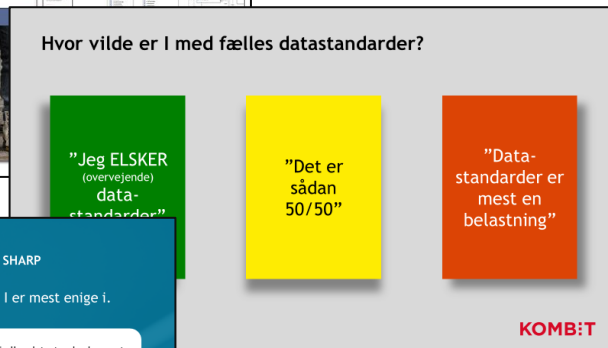 Hvor vilde er I med fælles datastandarder?
”Jeg ELSKER
(overvejende)
data-
standarder”
”Det er
sådan
50/50”
”Data-
standarder er
mest en
belastning”
SHARP
I er mest enige i.
KOMB:T